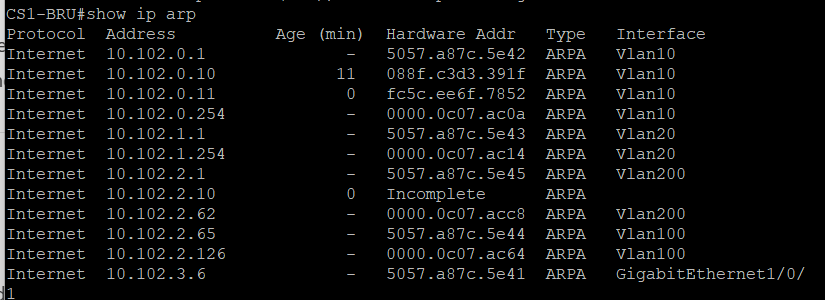 CS1-BRU#show ip arp
Protocol  Address          Age (min)  Hardware Addr   Type   Interface
Internet  10.102.0.1              -   5057.a87c.5e42  ARPA   Vlan10
Internet  10.102.0.10            11   088f.c3d3.391f  ARPA   Vlan10
Internet  10.102.0.11             0   fc5c.ee6f.7852  ARPA   Vlan10
Internet  10.102.0.254            -   0000.0c07.ac0a  ARPA   Vlan10
Internet  10.102.1.1              -   5057.a87c.5e43  ARPA   Vlan20
Internet  10.102.1.254            -   0000.0c07.ac14  ARPA   Vlan20
Internet  10.102.2.1              -   5057.a87c.5e45  ARPA   Vlan200
Internet  10.102.2.10             0   Incomplete      ARPA
Internet  10.102.2.62             -   0000.0c07.acc8  ARPA   Vlan200
Internet  10.102.2.65             -   5057.a87c.5e44  ARPA   Vlan100
Internet  10.102.2.126            -   0000.0c07.ac64  ARPA   Vlan100
Internet  10.102.3.6              -   5057.a87c.5e41  ARPA   GigabitEthernet1/0/
1